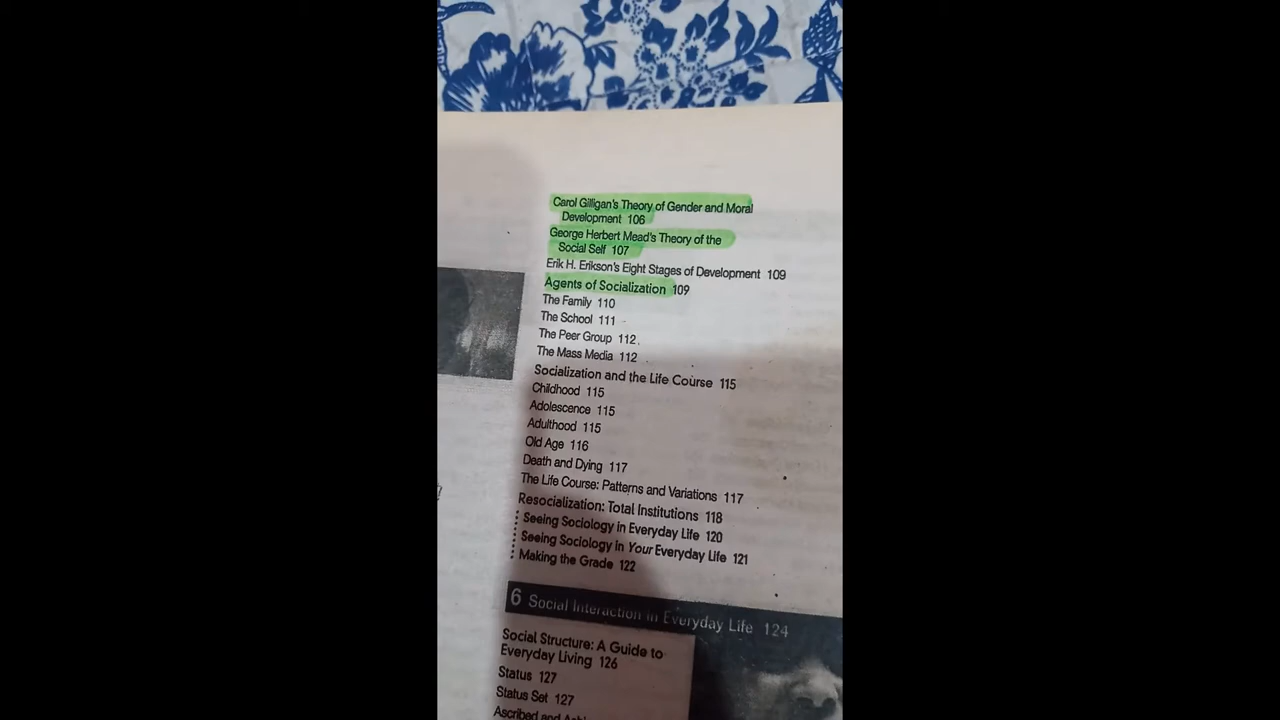 Carol Gilligan's Theory of Gender and Moral
Development 106
George Herbert Mead's Theory of the
Social Self 107
Erik H. Erikson's Eight Stages of Development 109
Agents of Socialization 109
The Family 110
The School 111
The Peer Group 112
The Mass Media 112
Socialization and the Life Course 115
Childhood 115
Adolescence 115
Adulthood 115
Old Age 116
Death and Dying 117
The Life Course: Patterns and Variations 117
Resocialization: Total Institutions 118
Seeing Sociology in Everyday Life 120
Seeing Sociology in Your Everyday Life 121
Making the Grade 122
6 Social Interaction in Everyday Life 124
Social Structure: A Guide to
Everyday Living 126
Status 127
Status Set 127
Ascribed and